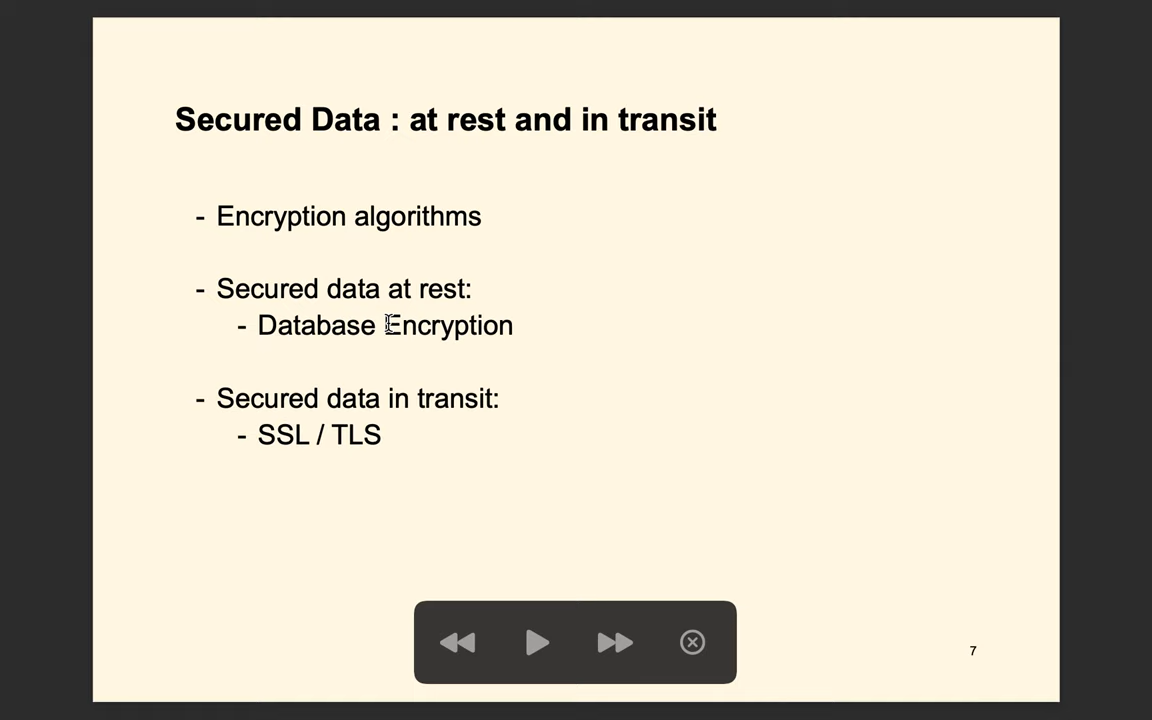 Secured Data : at rest and in transit
- Encryption algorithms
- Secured data at rest:
- Database Encryption
- Secured data in transit:
- SSL / TLS
7